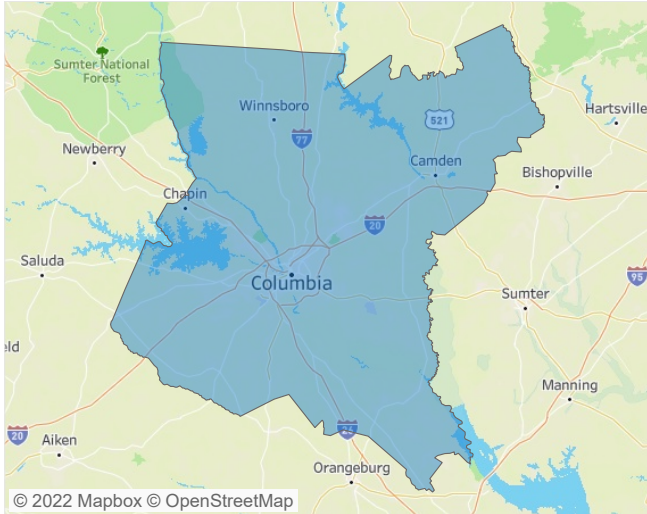 Sumter National
Forest
Winnsboro
Hartsville
521
77
Newberry
Camden
Bishopville
Chapin
20
Saluda
Columbia
95
Sumter
eld
Manning
20
Aiken
26
Orangeburg
© 2022 Mapbox © OpenStreetMap